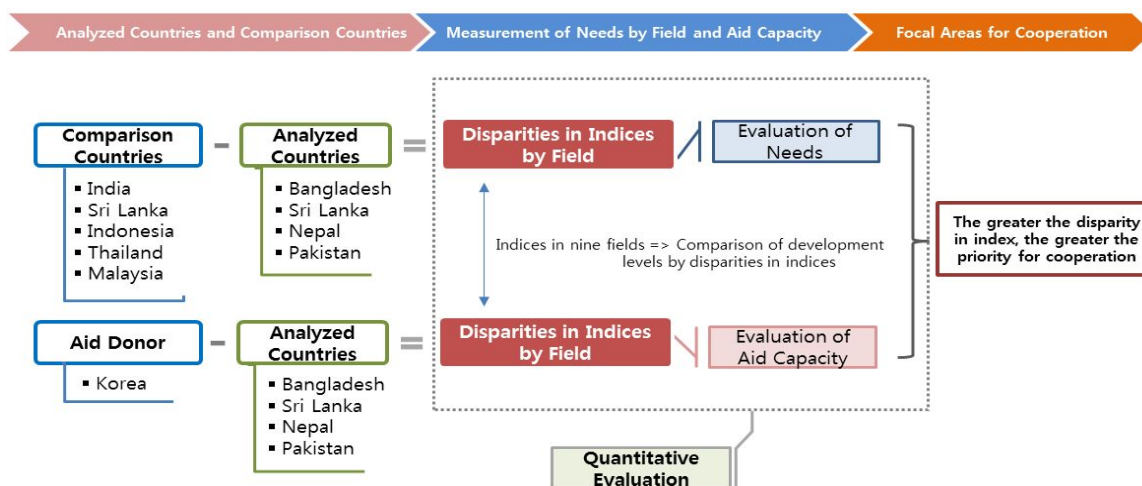 Analyzed Countries and Comparison Countries
Measurement of Needs by Field and Aid Capacity
Focal Areas for Cooperation
Comparison
Countries
▪ India
▪ Sri Lanka
▪ Indonesia
▪ Thailand
▪ Malaysia
−
Analyzed
Countries
▪ Bangladesh
▪ Sri Lanka
▪ Nepal
▪ Pakistan
=
Disparities in Indices
by Field
Evaluation of
Needs
Indices in nine fields => Comparison of development
levels by disparities in indices
The greater the disparity
in index, the greater the
priority for cooperation
Aid Donor
▪ Korea
−
Analyzed
Countries
▪ Bangladesh
▪ Sri Lanka
▪ Nepal
▪ Pakistan
=
Disparities in Indices
by Field
Evaluation of
Aid Capacity
Quantitative
Evaluation